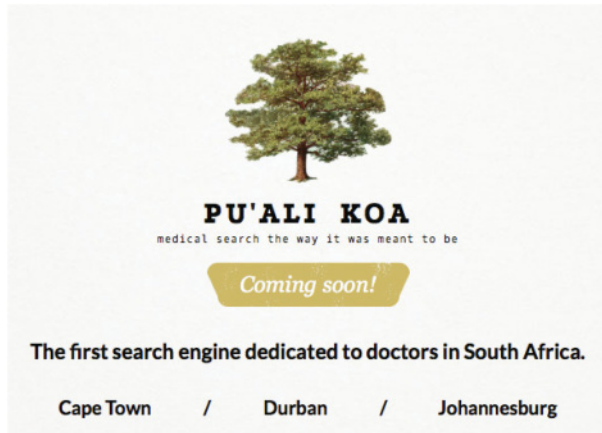 PU'ALI KOA
medical search the way it was meant to be
Coming soon!
The first search engine dedicated to doctors in South Africa.
Cape Town / Durban / Johannesburg